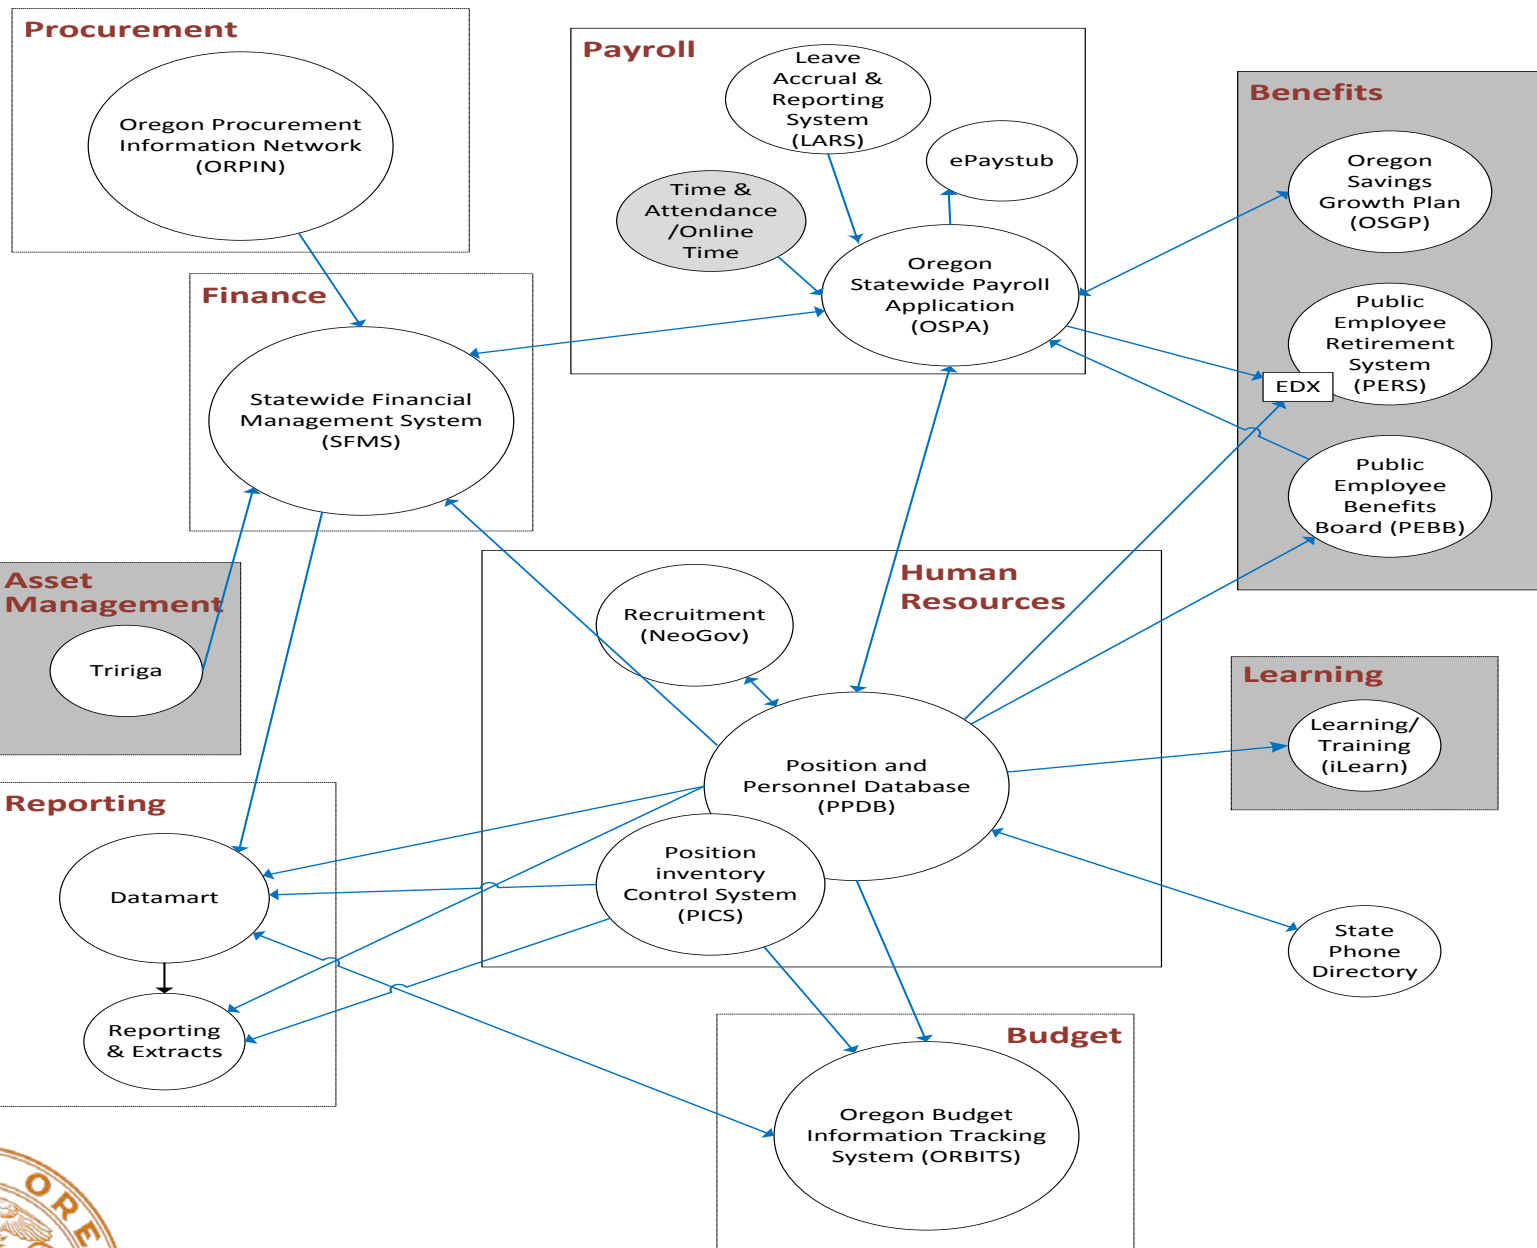 Procurement
Oregon Procurement
Information Network
(ORPIN)
Payroll
Leave
Accrual &
Reporting
System
(LARS)
ePaystub
Time &
Attendance
/Online
Time
Oregon
Statewide Payroll
Application
(OSPA)
Benefits
Oregon
Savings
Growth Plan
(OSGP)
Public
Employee
Retirement
System
(PERS)
EDX
Public
Employee
Benefits
Board (PEBB)
Finance
Statewide Financial
Management System
(SFMS)
Asset
Management
Tririga
Human
Resources
Recruitment
(NeoGov)
Position and
Personnel Database
(PPDB)
Position
inventory
Control System
(PICS)
Learning
Learning/
Training
(iLearn)
State
Phone
Directory
Reporting
Datamart
Reporting
& Extracts
Budget
Oregon Budget
Information Tracking
System (ORBITS)
ORE